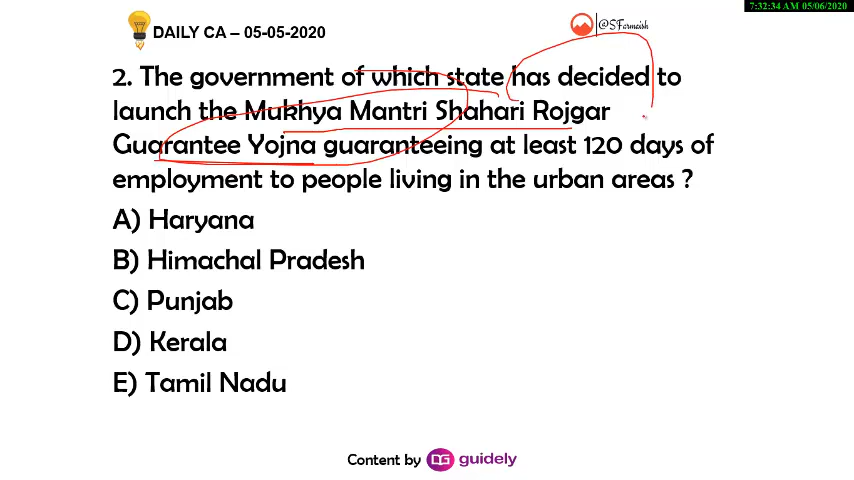 7:32:34 AM 05/06/2020
@SFarmaish
DAILY CA – 05-05-2020
2. The government of which state has decided to
launch the Mukhya Mantri Shahari Rojgar
Guarantee Yojna guaranteeing at least 120 days of
employment to people living in the urban areas ?
A) Haryana
B) Himachal Pradesh
C) Punjab
D) Kerala
E) Tamil Nadu
Content by DG guidely